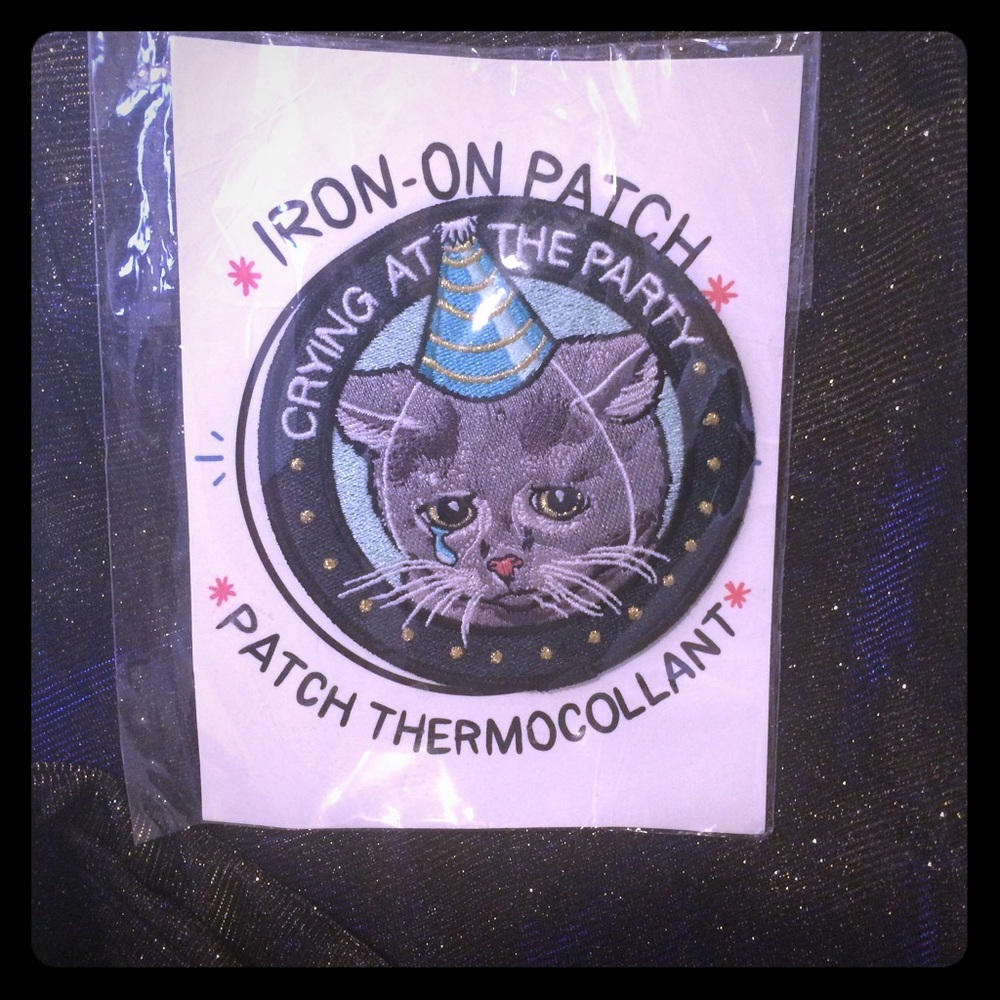 IRON-ON PATCH
CRYING AT THE PARTY
PATCH THERMOCOLLANT